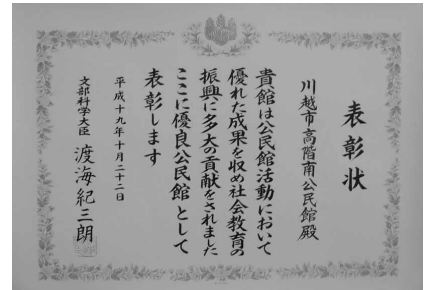 表彰状
川越市高階南公民館殿
貴館は公民館活動において
優れた成果を収め社会教育の
振興に多大の貢献をされました
ここに優良公民館として
表彰します
平成十九年十月二十二日
文部科学大臣 渡海紀三朗